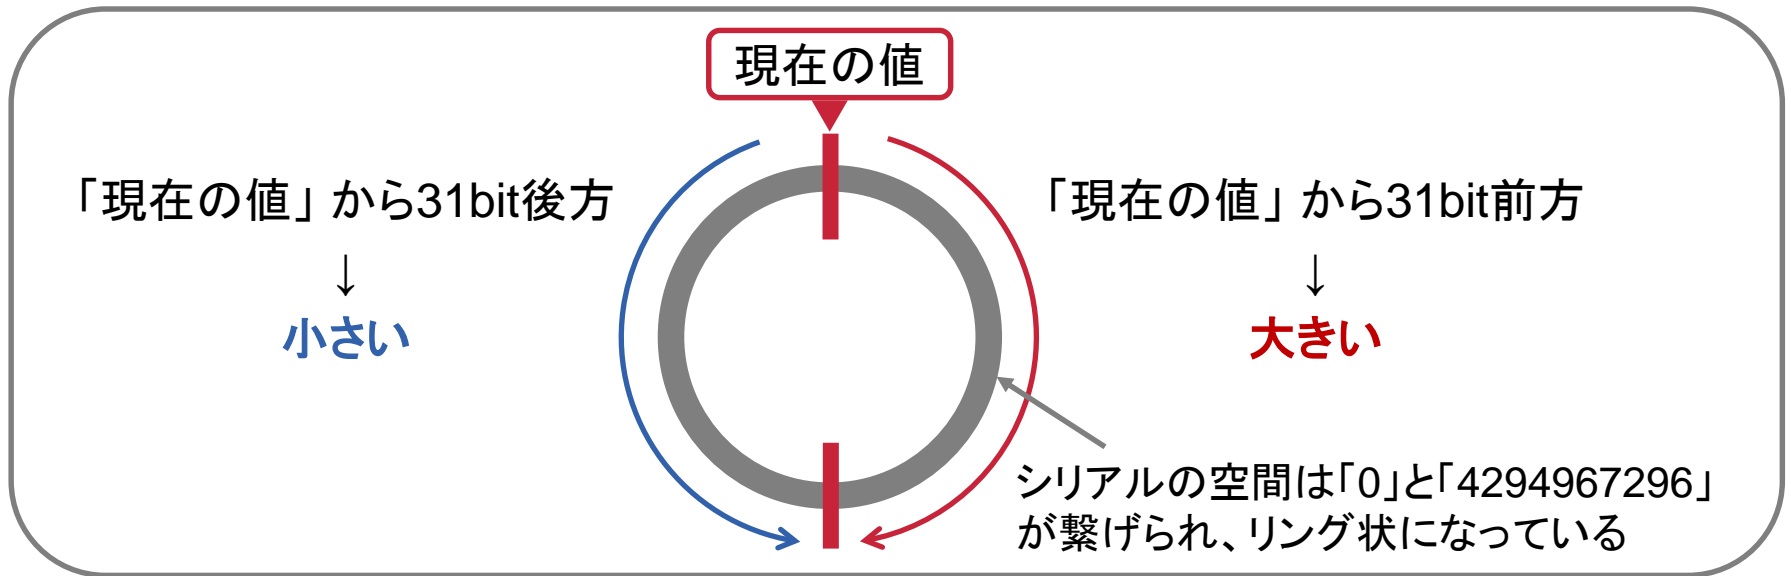 現在の値
「現在の値」から31bit後方
↓
小さい
「現在の値」から31bit前方
↓
大きい
シリアルの空間は「0」と「4294967296」
が繋げられ、リング状になっている